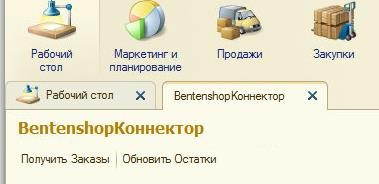 Рабочий стол
Маркетинг и планирование
Продажи
Закупки
Рабочий стол
BentenshopКоннектор
BentenshopКоннектор
Получить Заказы
Обновить Остатки